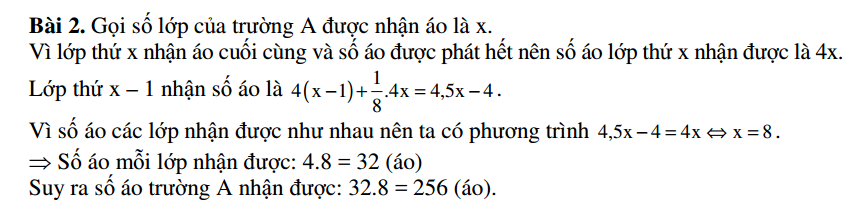 Bài 2. Gọi số lớp của trường A được nhận áo là x.
Vì lớp thứ x nhận áo cuối cùng và số áo được phát hết nên số áo lớp thứ x nhận được là 4x.
Lớp thứ x – 1 nhận số áo là 4(x−1)+\frac{1}{8}.4x = 4,5x − 4.
Vì số áo các lớp nhận được như nhau nên ta có phương trình 4,5x − 4 = 4x ⇔ x = 8.
⇒ Số áo mỗi lớp nhận được: 4.8 = 32 (áo)
Suy ra số áo trường A nhận được: 32.8 = 256 (áo).